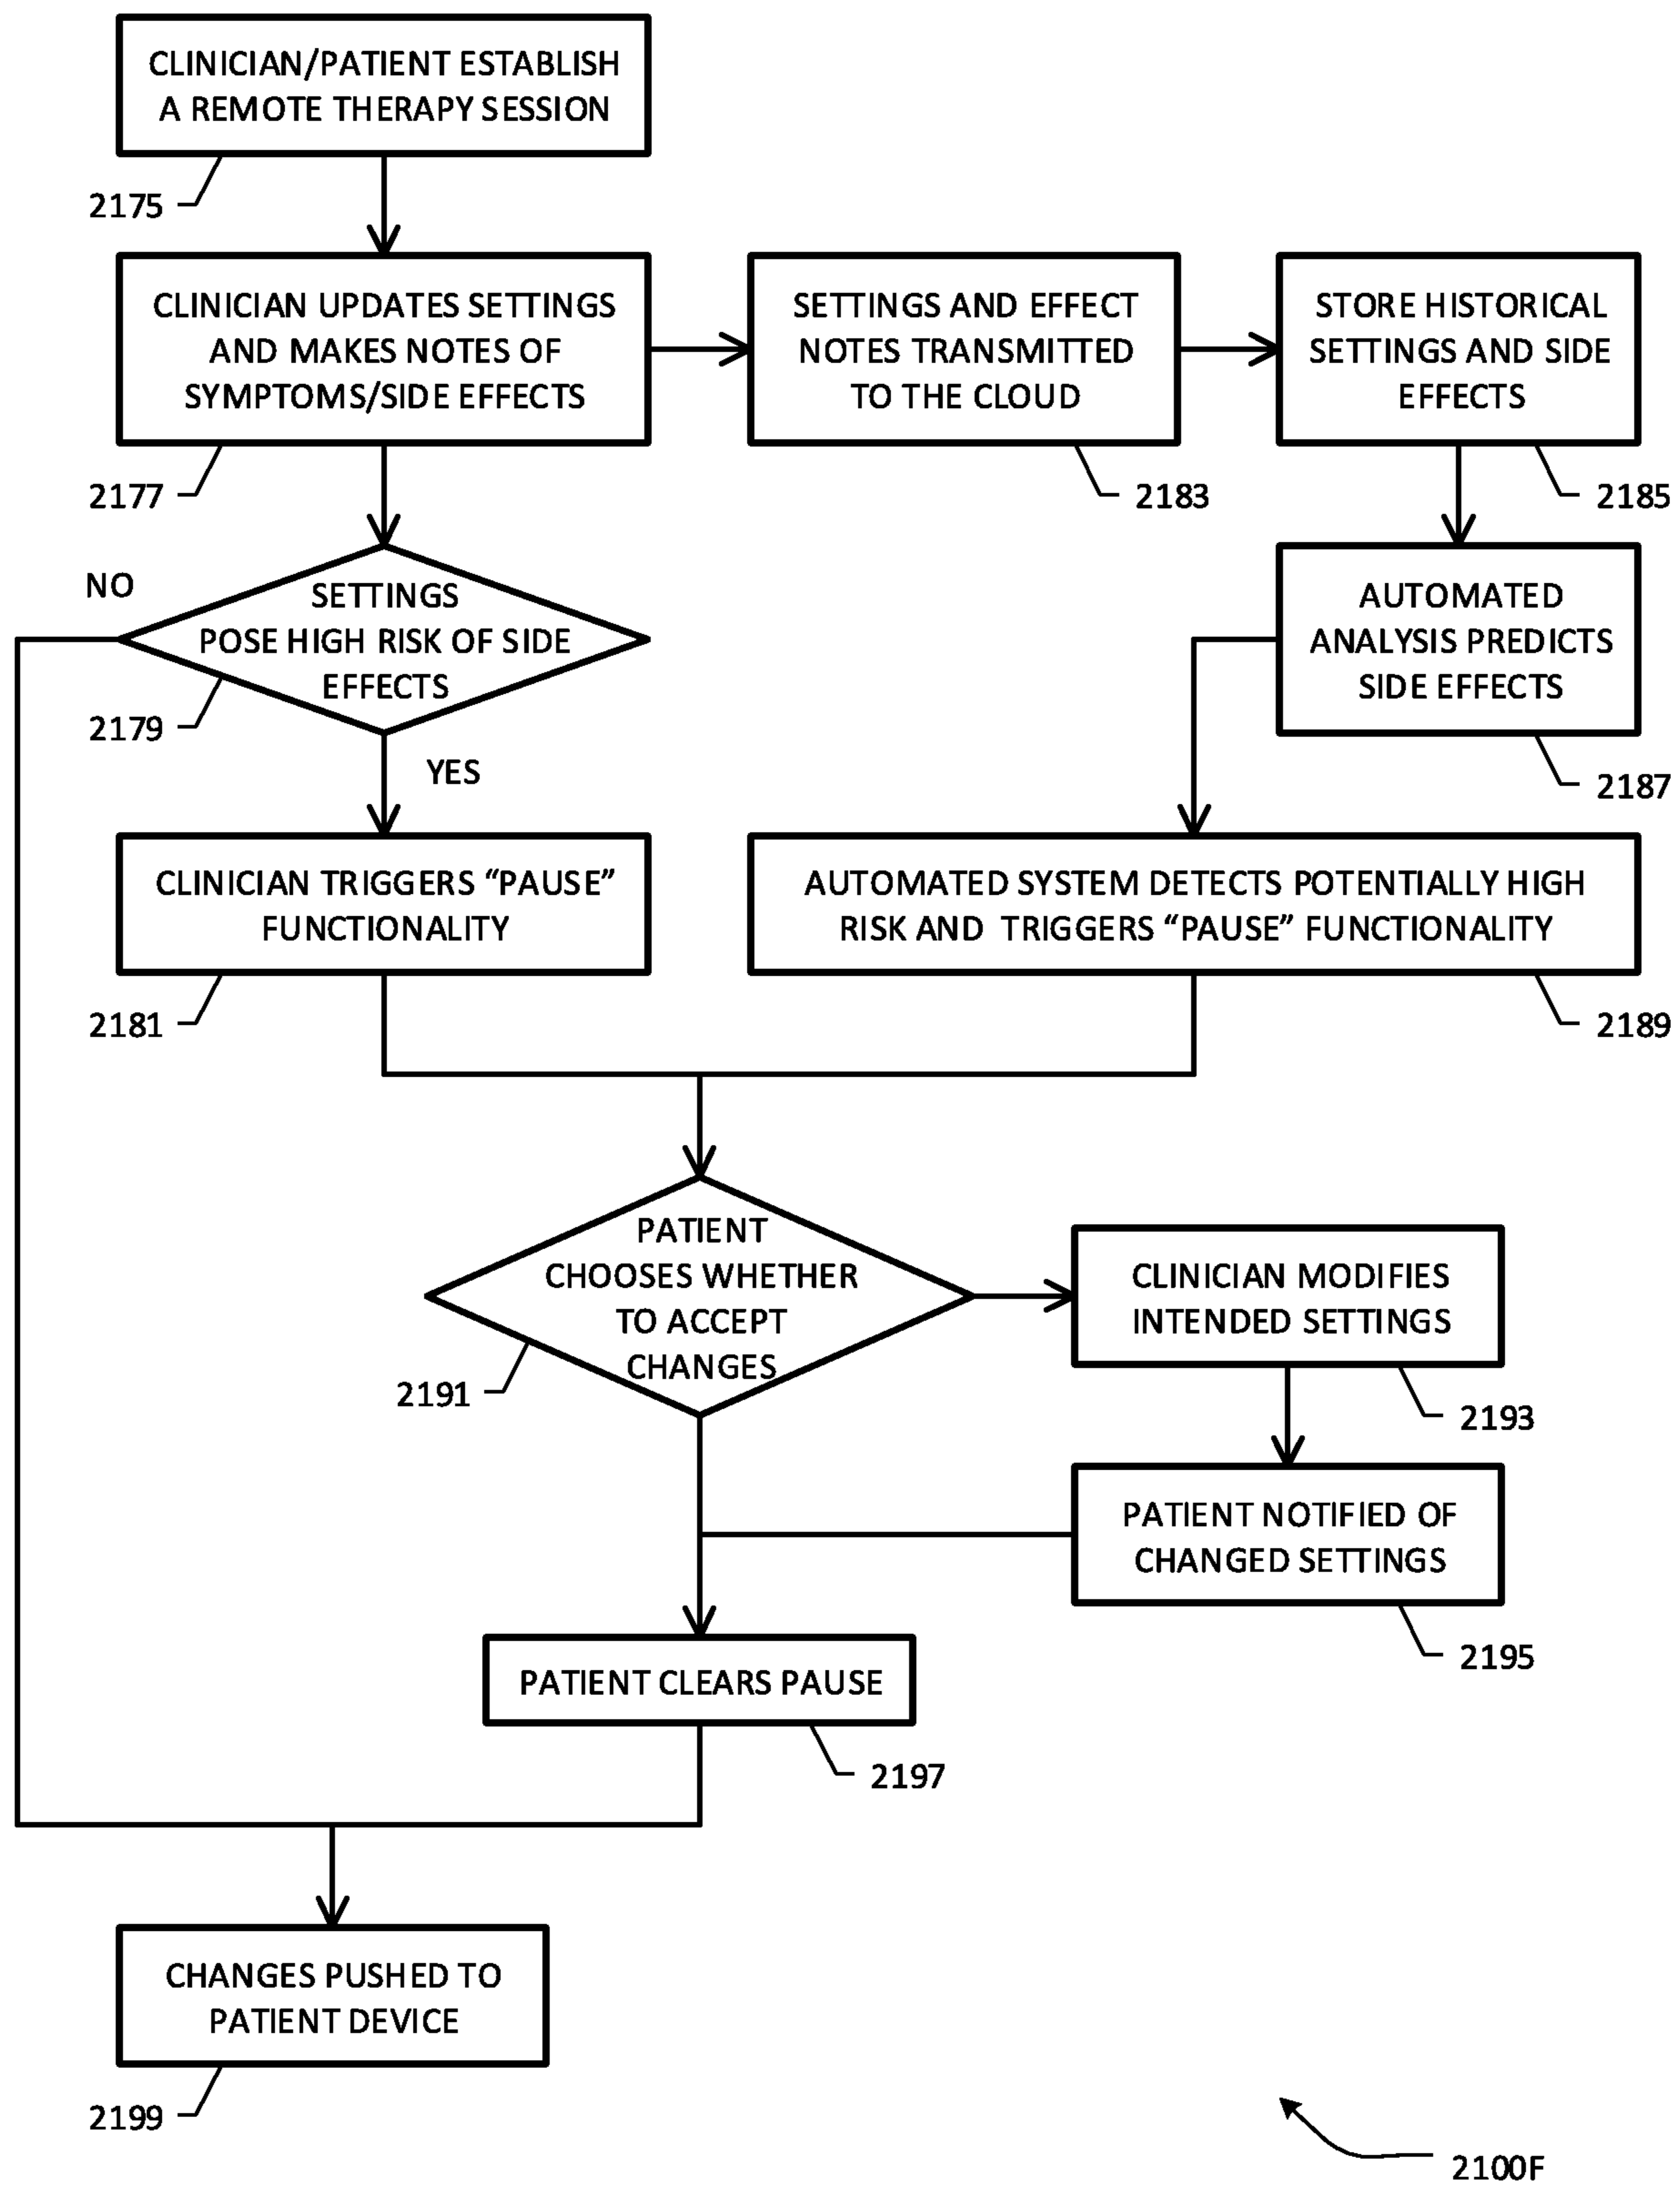 CLINICIAN/PATIENT ESTABLISH
A REMOTE THERAPY SESSION
2175
CLINICIAN UPDATES SETTINGS
AND MAKES NOTES OF
SYMPTOMS/SIDE EFFECTS
2177
SETTINGS AND EFFECT
NOTES TRANSMITTED
TO THE CLOUD
2183
STORE HISTORICAL
SETTINGS AND SIDE
EFFECTS
2185
NO
SETTINGS
POSE HIGH RISK OF SIDE
EFFECTS
2179
YES
AUTOMATED
ANALYSIS PREDICTS
SIDE EFFECTS
2187
CLINICIAN TRIGGERS “PAUSE”
FUNCTIONALITY
2181
AUTOMATED SYSTEM DETECTS POTENTIALLY HIGH
RISK AND TRIGGERS “PAUSE” FUNCTIONALITY
2189
PATIENT
CHOOSES WHETHER
TO ACCEPT
CHANGES
2191
CLINICIAN MODIFIES
INTENDED SETTINGS
2193
PATIENT NOTIFIED OF
CHANGED SETTINGS
2195
PATIENT CLEARS PAUSE
2197
CHANGES PUSHED TO
PATIENT DEVICE
2199
2100F